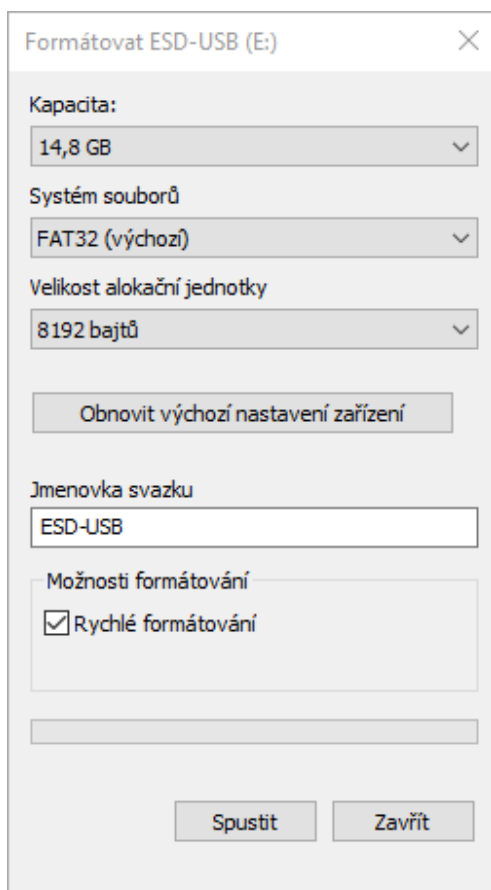 Formátovat ESD-USB (E:)
Kapacita:
14,8 GB
Systém souborů
FAT32 (výchozí)
Velikost alokační jednotky
8192 bajtů
Obnovit výchozí nastavení zařízení
Jmenovka svazku
ESD-USB
Možnosti formátování
Rychlé formátování
Spustit
Zavřít